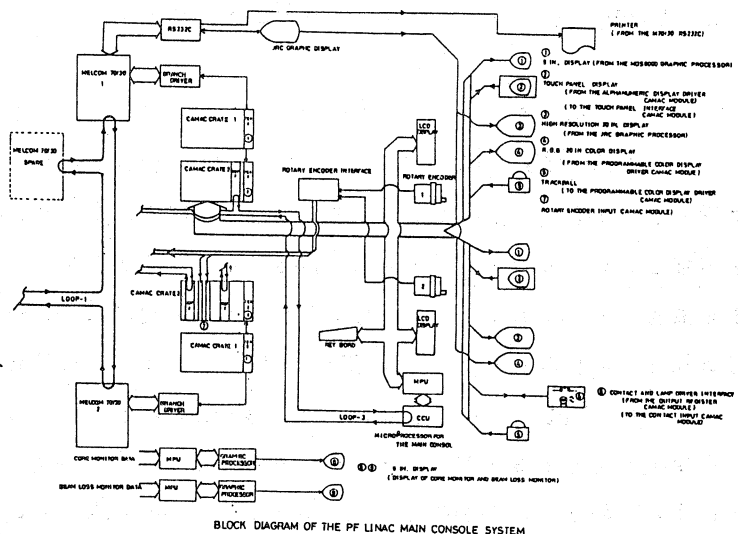 RS232C
JRC GRAPHIC DISPLAY
PRINTER
( FROM THE M70/30 RS232C)
MELCOM 70/30
1
BRANCH
DRIVER
①
9 IN. DISPLAY (FROM THE MDS8000 GRAPHIC PROCESSOR)
②
TOUCH PANEL DISPLAY
(FROM THE ALPHANUMERIC DISPLAY DRIVER
CAMAC MODULE)
(TO THE TOUCH PANEL INTERFACE
CAMAC MODULE)
HIGH RESOLUTION 20 IN. DISPLAY
(FROM THE JRC GRAPHIC PROCESSOR)
④
R.G.B 20 IN COLOR DISPLAY
(FROM THE PROGRAMMABLE COLOR DISPLAY
DRIVER CAMAC MODULE)
⑤
TRACKBALL
(TO THE PROGRAMMABLE COLOR DISPLAY DRIVER
CAMAC MODULE)
⑦
ROTARY ENCODER INPUT CAMAC MODULE)
CAMAC CRATE 1
CAMAC CRATE 2
MELCOM 70/30
SPARE
LCD
DISPLAY
ROTARY ENCODER INTERFACE
ROTARY ENCODER
1
LOOP-1
CAMAC CRATE 2
2
CAMAC CRATE 1
LCD
DISPLAY
KEY BORD
MELCOM 70/30
2
BRANCH
DRIVER
LOOP-3
MPU
CCU
MICROPROCESSOR FOR
THE MAIN CONSOL
⑥ CONTACT AND LAMP DRIVER INTERFACE
(FROM THE OUTPUT REGISTER
CAMAC MODULE)
(TO THE CONTACT INPUT CAMAC
MODULE)
CORE MONITOR DATA
MPU
GRAPHIC
PROCESSOR
9 IN. DISPLAY
(DISPLAY OF CORE MONITOR AND BEAM LOSS MONITOR)
BEAM LOSS MONITOR DATA
MPU
GRAPHIC
PROCESSOR
BLOCK DIAGRAM OF THE PF LINAC MAIN CONSOLE SYSTEM